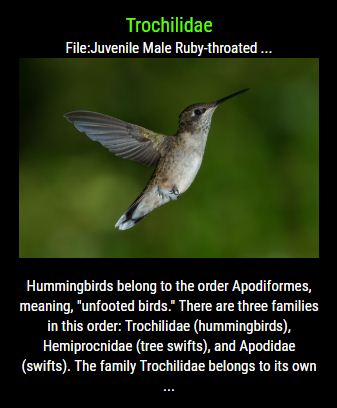 Trochilidae
File:Juvenile Male Ruby-throated ...
Hummingbirds belong to the order Apodiformes,
meaning, "unfooted birds." There are three families
in this order: Trochilidae (hummingbirds),
Hemiprocnidae (tree swifts), and Apodidae
(swifts). The family Trochilidae belongs to its own
...